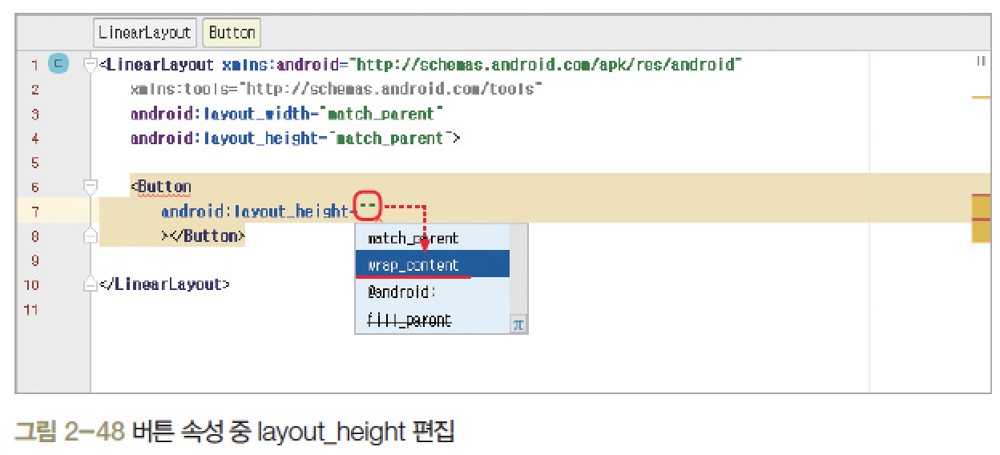 LinearLayout Button
1 C <LinearLayout xmlns:android="http://schemas.android.com/apk/res/android"
2 xmlns:tools="http://schemas.android.com/tools"
3 android:layout_width="match_parent"
4 android:layout_height="match_parent">
5
6 <Button
7 android:layout_height=""
8 ></Button>
match_parent
9
wrap_content
10 </LinearLayout>
@android:
11
fill_parent
π
그림 2-48 버튼 속성 중 layout_height 편집